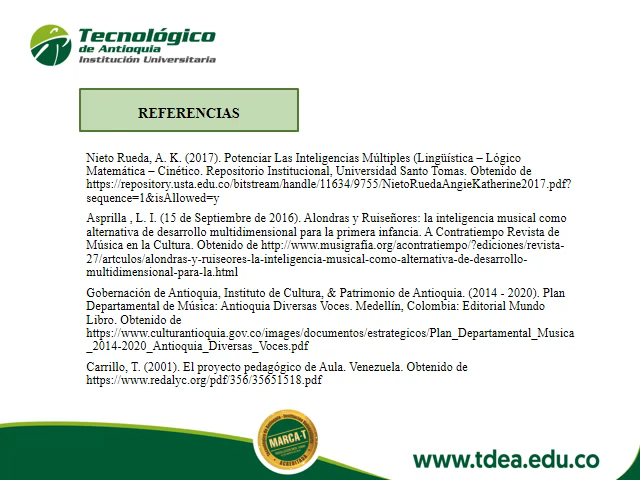 Tecnológico
de Antioquia
Institución Universitaria
REFERENCIAS
Nieto Rueda, A. K. (2017). Potenciar Las Inteligencias Múltiples (Lingüística – Lógico
Matemática – Cinético. Repositorio Institucional, Universidad Santo Tomas. Obtenido de
https://repository.usta.edu.co/bitstream/handle/11634/9755/NietoRuedaAngieKatherine2017.pdf?
sequence=1&isAllowed=y
Asprilla , L. I. (15 de Septiembre de 2016). Alondras y Ruiseñores: la inteligencia musical como
alternativa de desarrollo multidimensional para la primera infancia. A Contratiempo Revista de
Música en la Cultura. Obtenido de http://www.musigrafia.org/acontratiempo/?ediciones/revista-
27/artculos/alondras-y-ruiseores-la-inteligencia-musical-como-alternativa-de-desarrollo-
multidimensional-para-la.html
Gobernación de Antioquia, Instituto de Cultura, & Patrimonio de Antioquia. (2014 - 2020). Plan
Departamental de Música: Antioquia Diversas Voces. Medellín, Colombia: Editorial Mundo
Libro. Obtenido de
https://www.culturantioquia.gov.co/images/documentos/estrategicos/Plan_Departamental_Musica
_2014-2020_Antioquia_Diversas_Voces.pdf
Carrillo, T. (2001). El proyecto pedagógico de Aula. Venezuela. Obtenido de
https://www.redalyc.org/pdf/356/35651518.pdf
MARCA-T
ACREDITADA
www.tdea.edu.co